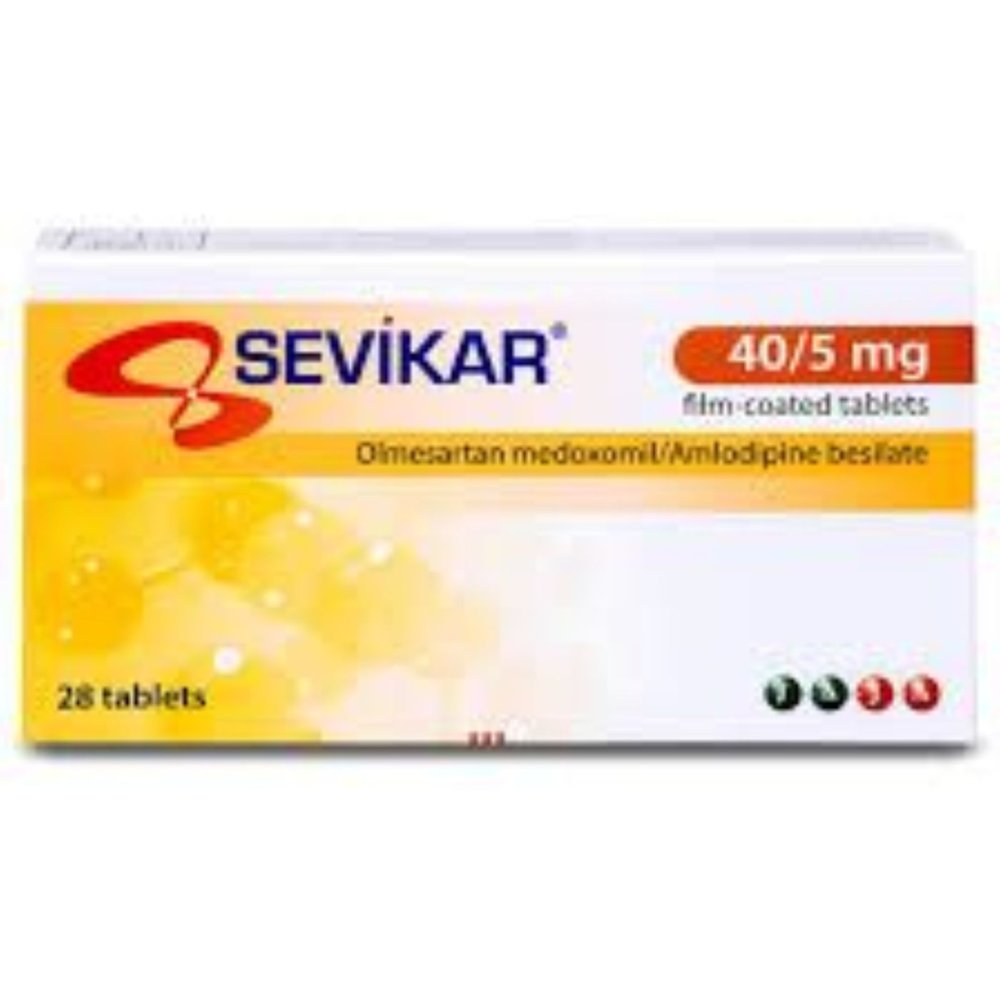 SEVİKAR®
40/5 mg
film-coated tablets
Olmesartan medoxomil/Amlodipine besilate
28 tablets